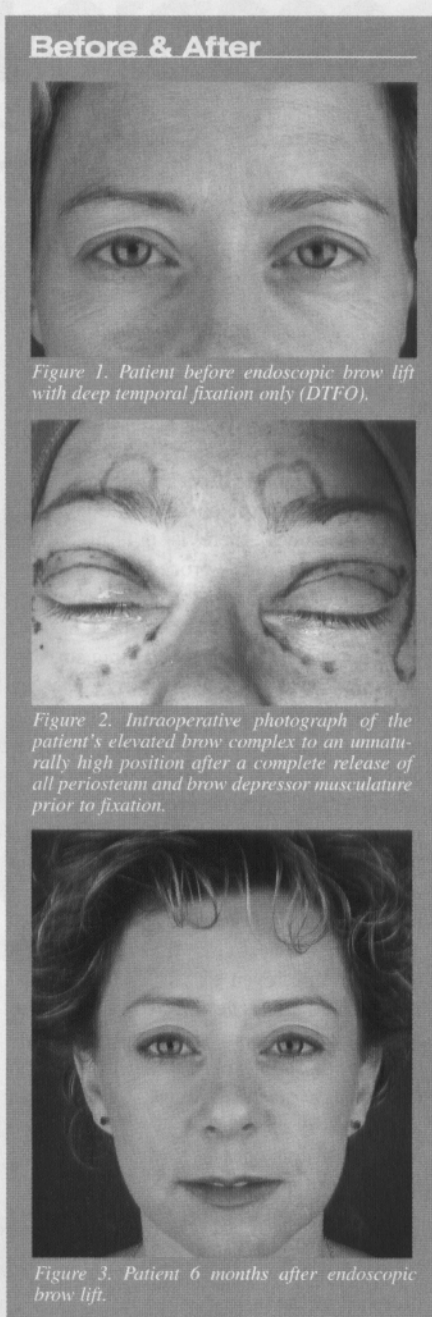 Before & After
Figure 1. Patient before endoscopic brow lift
with deep temporal fixation only (DTFO).
Figure 2. Intraoperative photograph of the
patient's elevated brow complex to an unnatu-
rally high position after a complete release of
all periosteum and brow depressor musculature
prior to fixation.
Figure 3. Patient 6 months after endoscopic
brow lift.